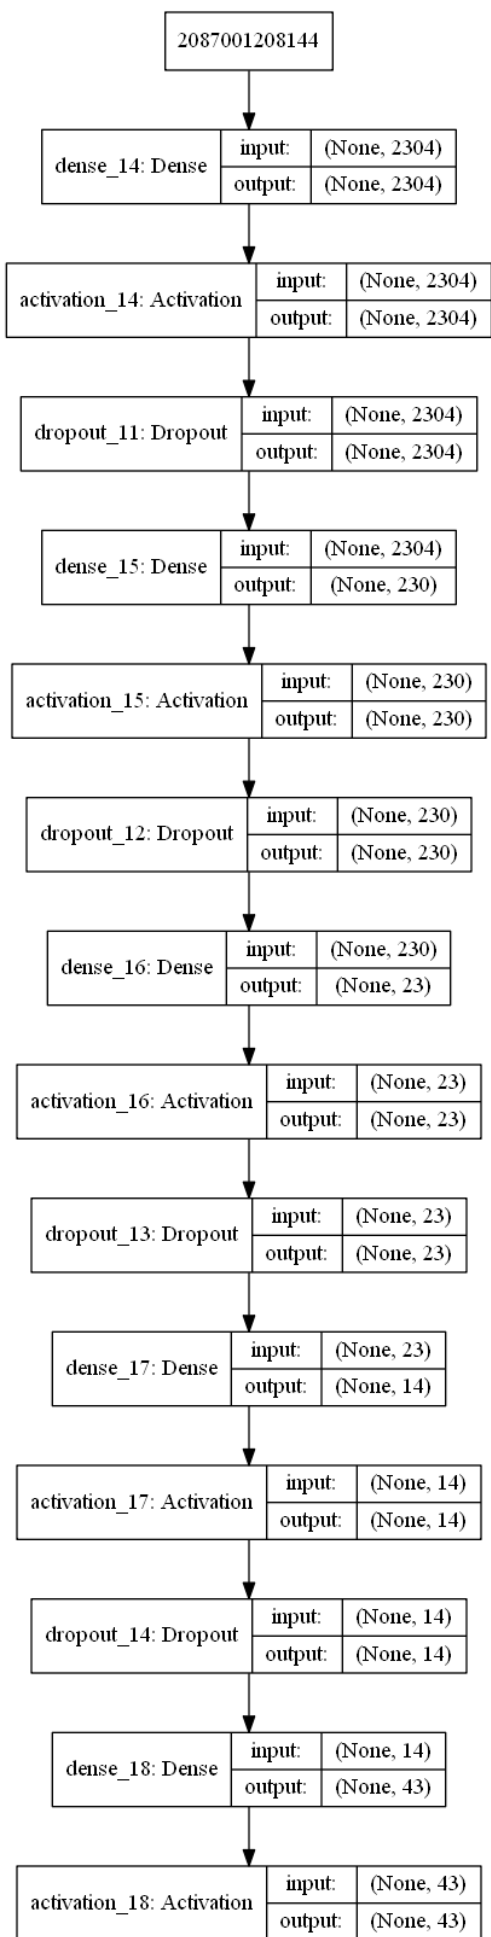 2087001208144
dense_14: Dense
input: (None, 2304)
output: (None, 2304)
activation_14: Activation
input: (None, 2304)
output: (None, 2304)
dropout_11: Dropout
input: (None, 2304)
output: (None, 2304)
dense_15: Dense
input: (None, 2304)
output: (None, 230)
activation_15: Activation
input: (None, 230)
output: (None, 230)
dropout_12: Dropout
input: (None, 230)
output: (None, 230)
dense_16: Dense
input: (None, 230)
output: (None, 23)
activation_16: Activation
input: (None, 23)
output: (None, 23)
dropout_13: Dropout
input: (None, 23)
output: (None, 23)
dense_17: Dense
input: (None, 23)
output: (None, 14)
activation_17: Activation
input: (None, 14)
output: (None, 14)
dropout_14: Dropout
input: (None, 14)
output: (None, 14)
dense_18: Dense
input: (None, 14)
output: (None, 43)
activation_18: Activation
input: (None, 43)
output: (None, 43)